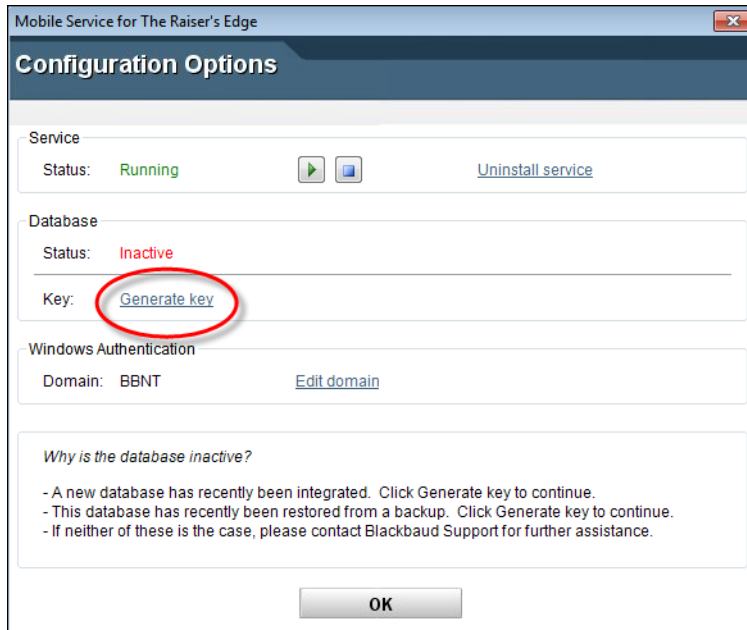 Mobile Service for The Raiser's Edge
Configuration Options
Service
Status: Running Uninstall service
Database
Status: Inactive
Key: Generate key
Windows Authentication
Domain: BBNT Edit domain
Why is the database inactive?
- A new database has recently been integrated. Click Generate key to continue.
- This database has recently been restored from a backup. Click Generate key to continue.
- If neither of these is the case, please contact Blackbaud Support for further assistance.
OK